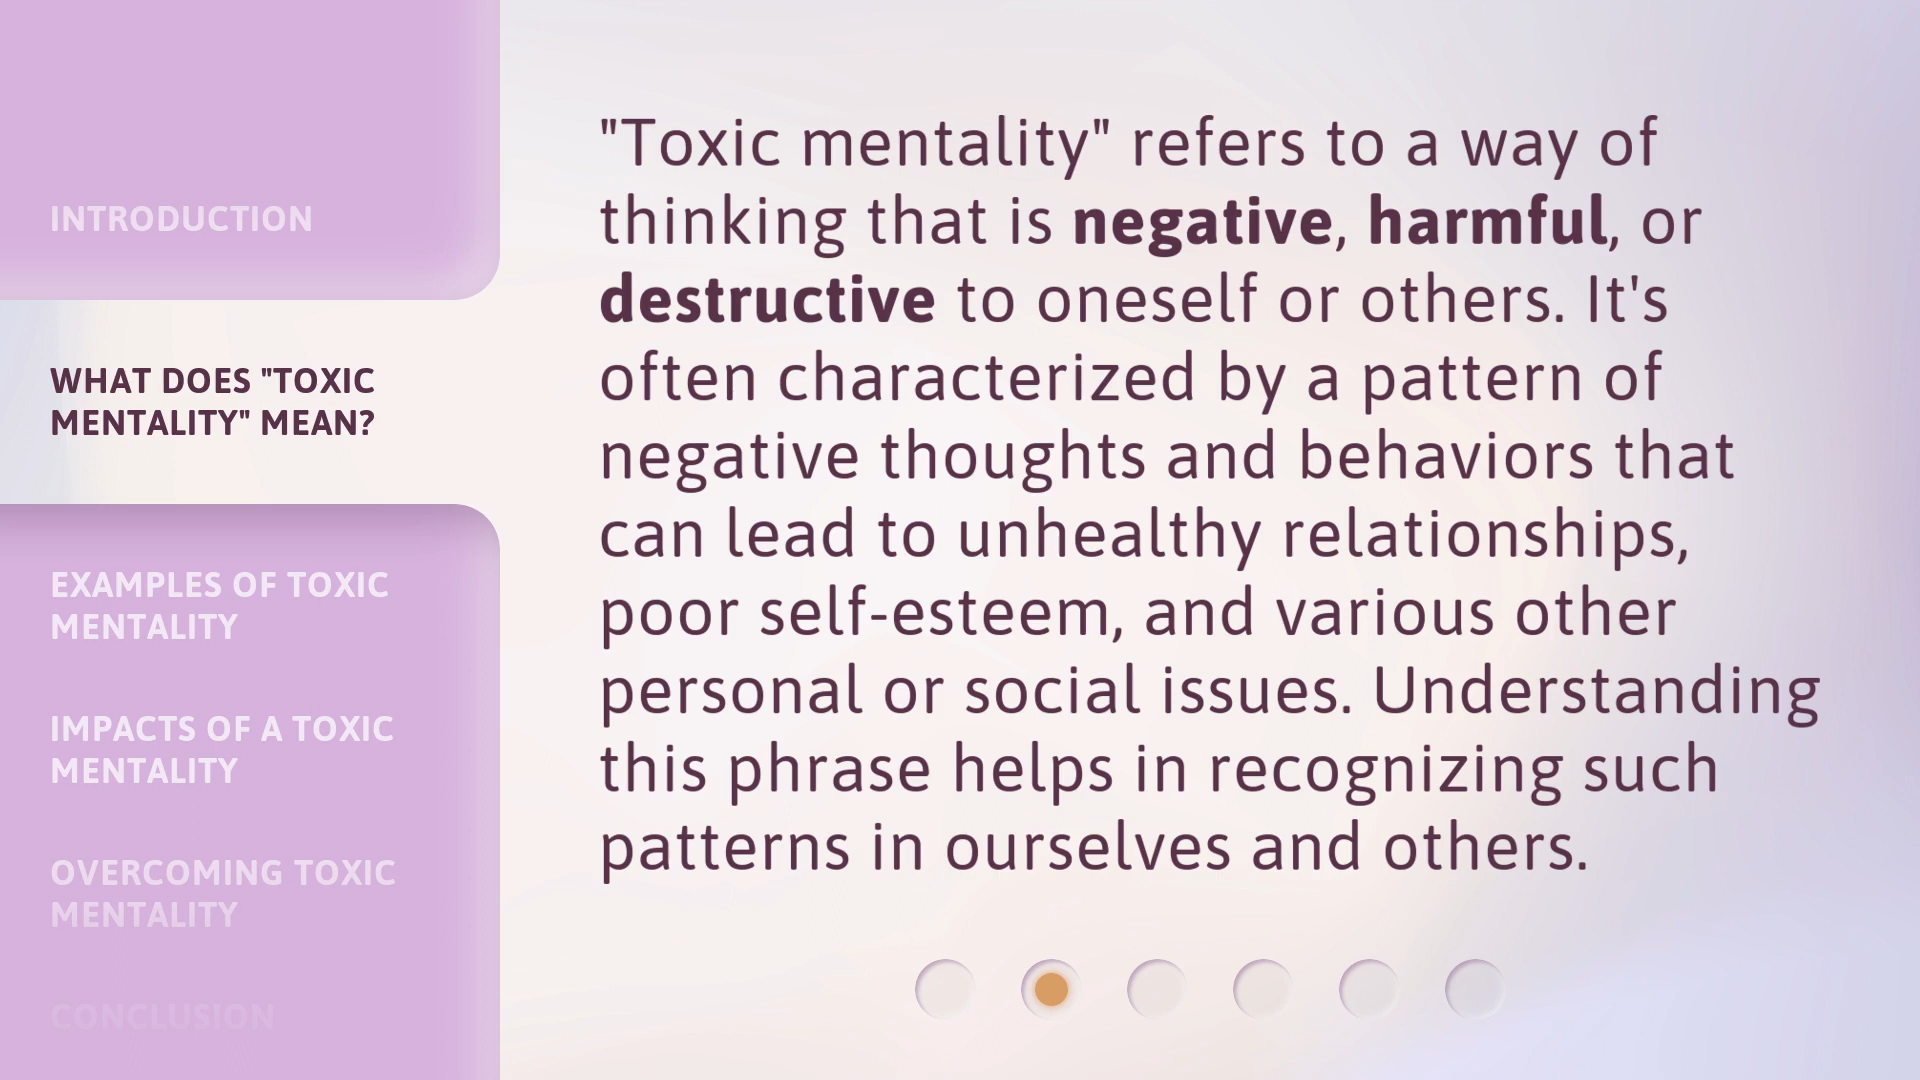 INTRODUCTION
WHAT DOES "TOXIC
MENTALITY" MEAN?
EXAMPLES OF TOXIC
MENTALITY
IMPACTS OF A TOXIC
MENTALITY
OVERCOMING TOXIC
MENTALITY
CONCLUSION
"Toxic mentality" refers to a way of
thinking that is negative, harmful, or
destructive to oneself or others. It's
often characterized by a pattern of
negative thoughts and behaviors that
can lead to unhealthy relationships,
poor self-esteem, and various other
personal or social issues. Understanding
this phrase helps in recognizing such
patterns in ourselves and others.